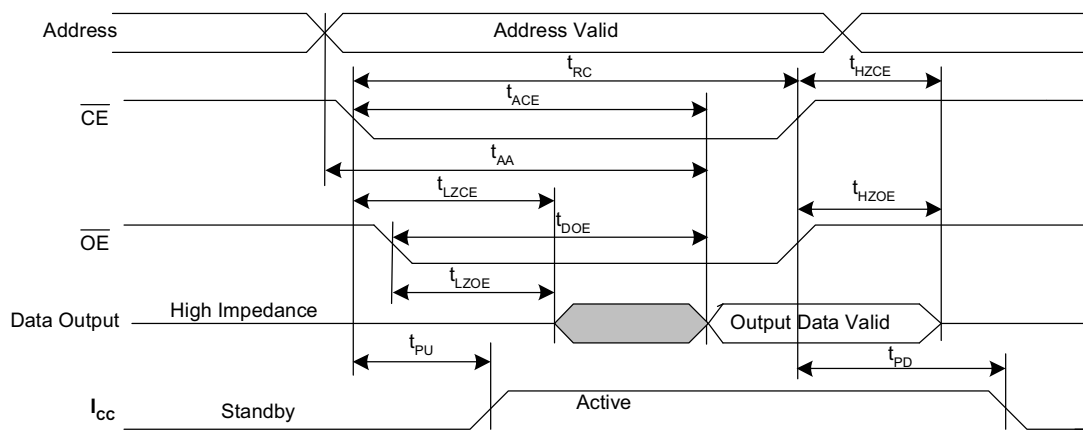 Address
Address Valid
tRC
tHZCE
tACE
CE
tAA
tLZCE
tHZOE
tDOE
OE
tLZOE
Data Output
High Impedance
Output Data Valid
tPU
tPD
ICC
Standby
Active